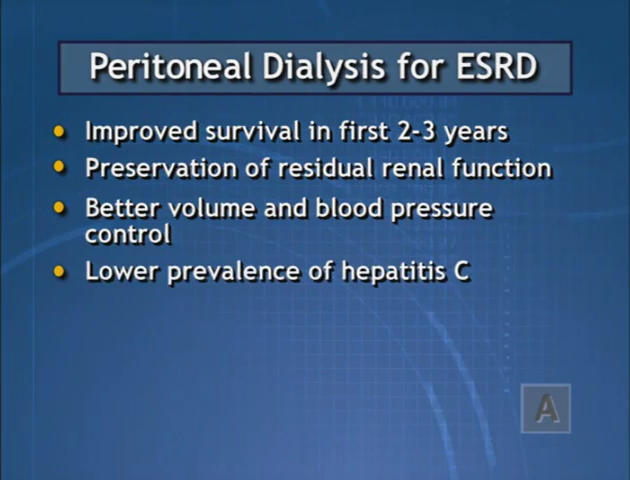 Peritoneal Dialysis for ESRD
Improved survival in first 2-3 years
Preservation of residual renal function
Better volume and blood pressure
control
Lower prevalence of hepatitis C
A